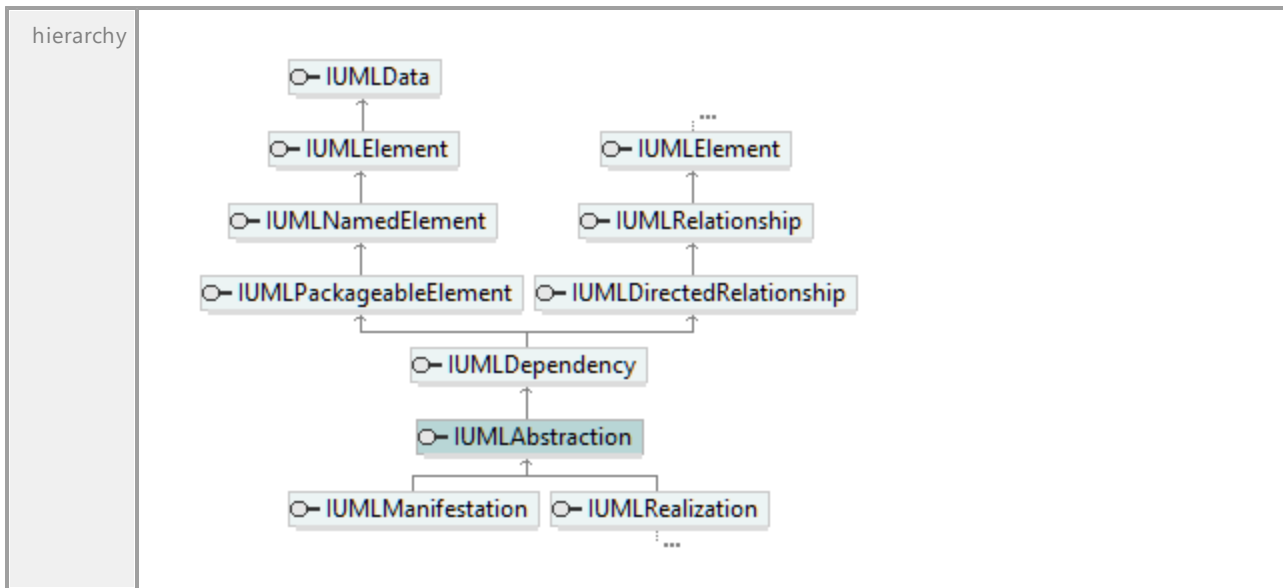 hierarchy
IUMLData
...
IUMLElement IUMLElement
IUMLNamedElement IUMLRelationship
IUMLPackageableElement IUMLDirectedRelationship
IUMLDependency
IUMLAbstraction
IUMLManifestation IUMLRealization
...